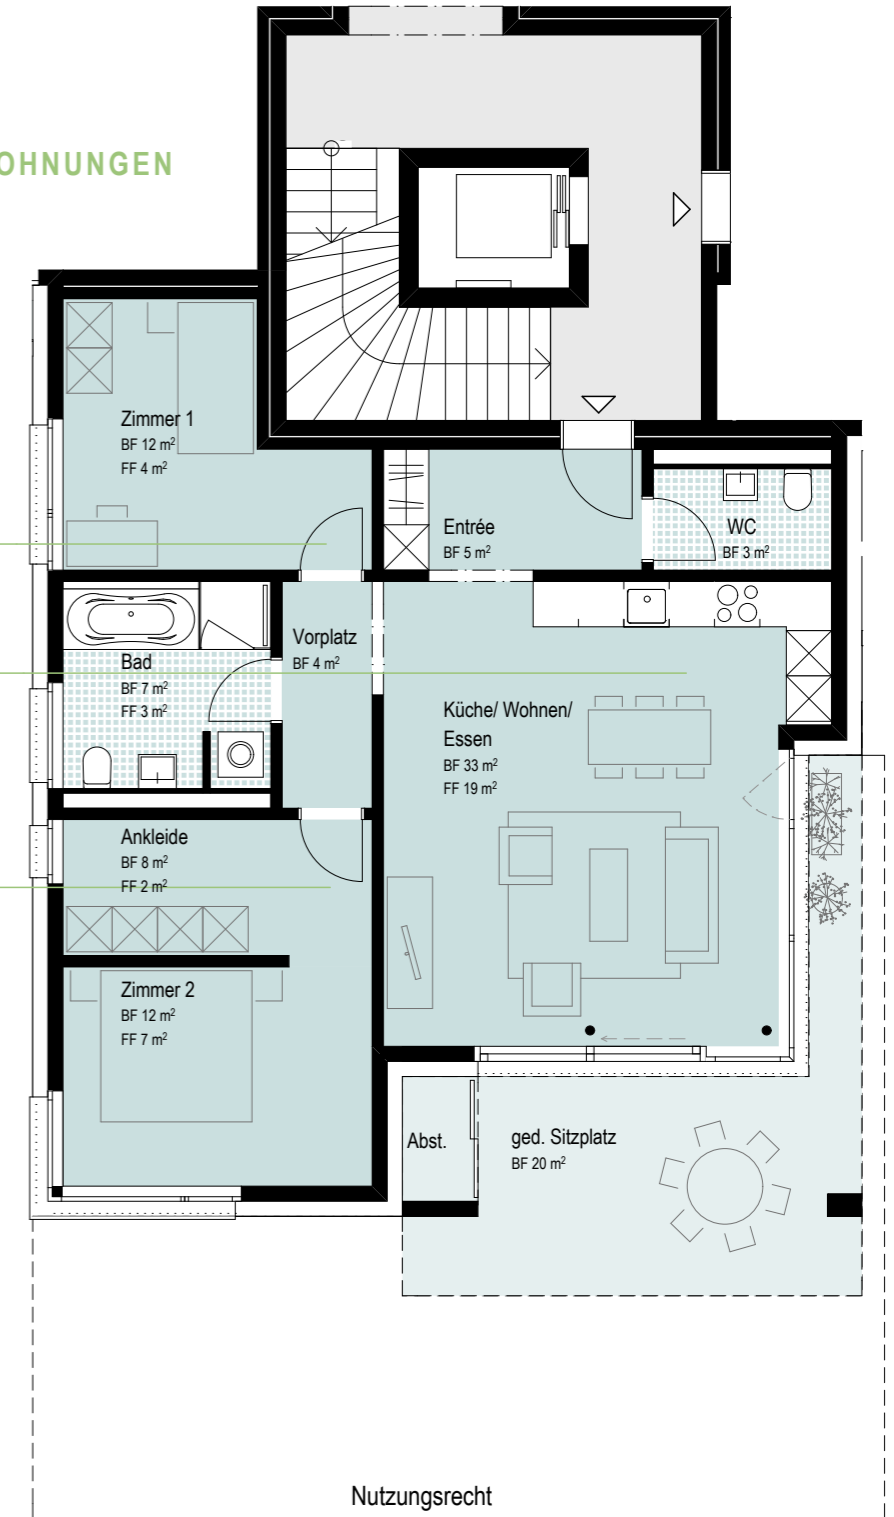 OHNUNGEN
Zimmer 1
BF 12 m²
FF 4 m²
Entrée
BF 5 m²
WC
BF 3 m²
Vorplatz
BF 4 m²
Bad
BF 7 m²
FF 3 m²
Küche/ Wohnen/
Essen
BF 33 m²
FF 19 m²
Ankleide
BF 8 m²
FF 2 m²
Zimmer 2
BF 12 m²
FF 7 m²
Abst.
ged. Sitzplatz
BF 20 m²
Nutzungsrecht